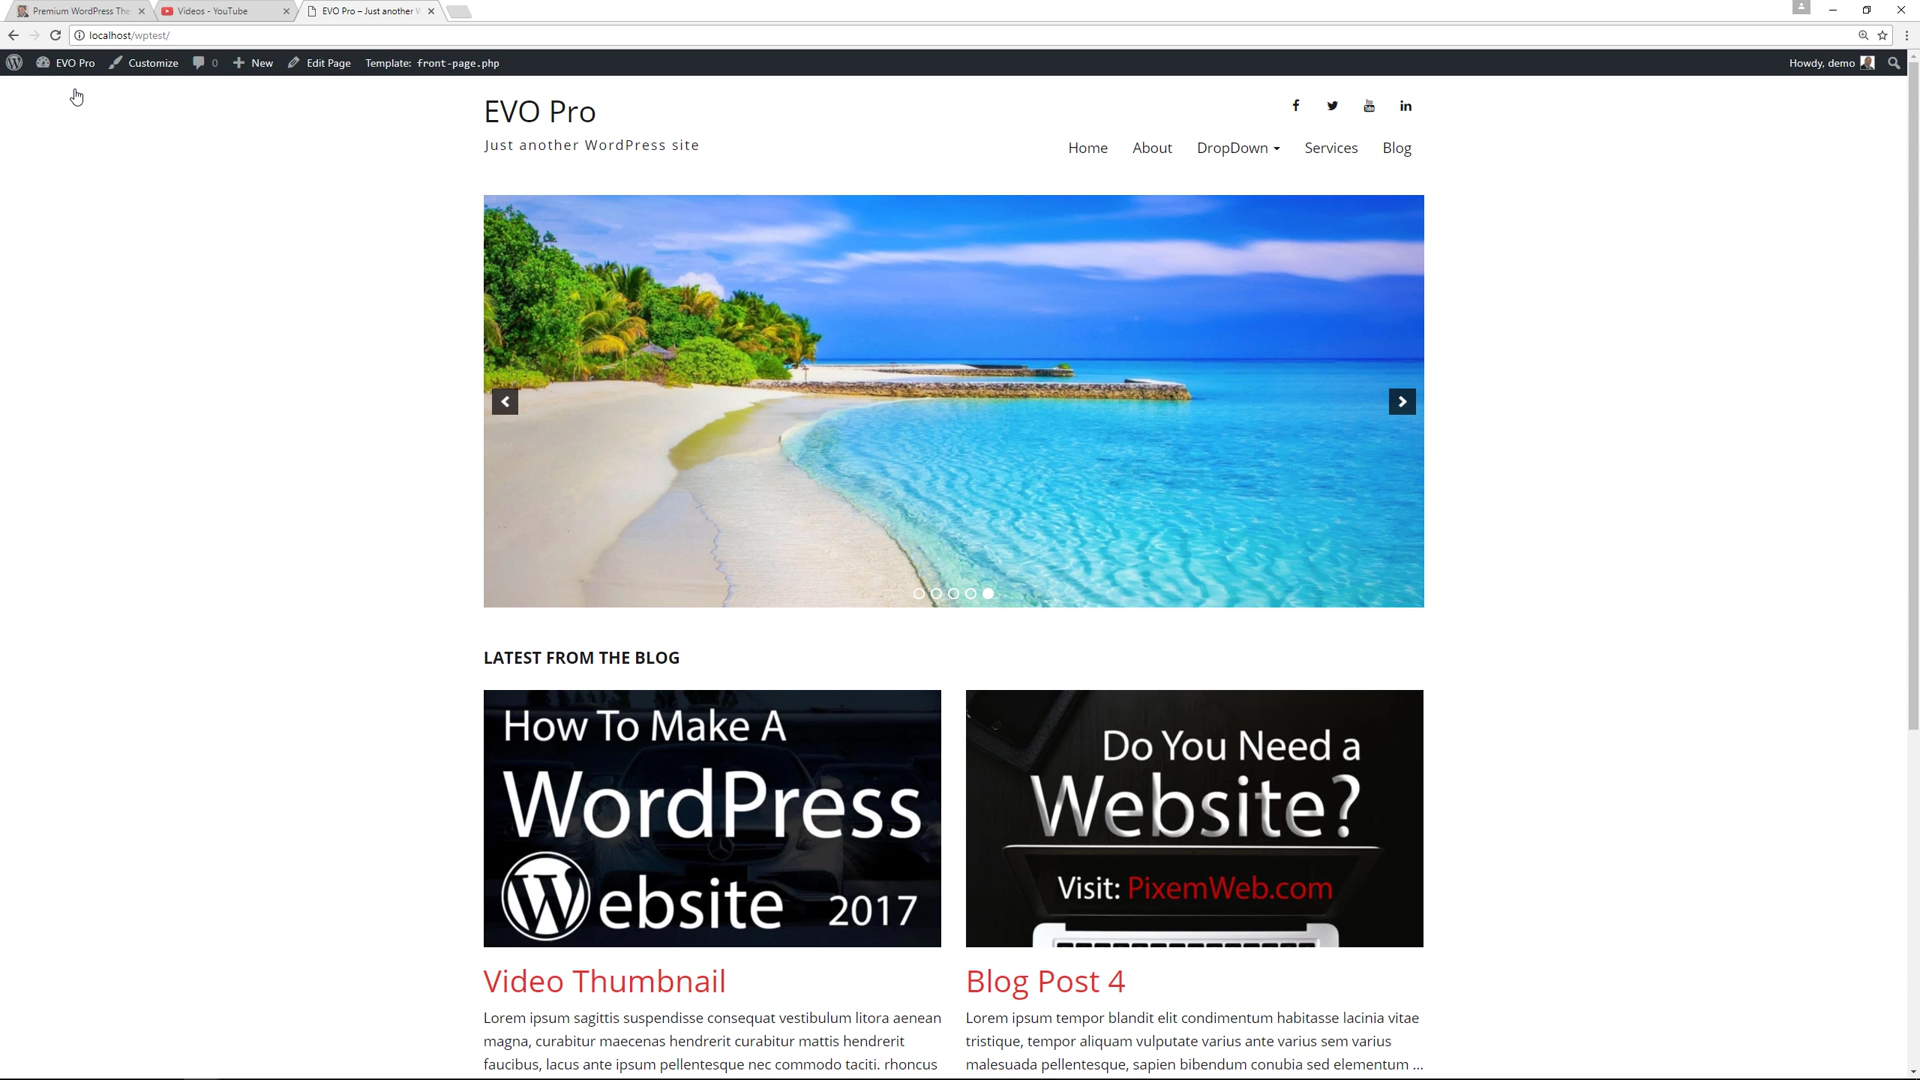 Premium WordPress The
Videos - YouTube
EVO Pro – Just another W
localhost/wptest/
EVO Pro
Customize
0
New
Edit Page
Template: front-page.php
Howdy, demo
EVO Pro
Just another WordPress site
Home
About
DropDown
Services
Blog
LATEST FROM THE BLOG
How To Make A
WordPress
Website 2017
Do You Need a
Website?
Visit: PixemWeb.com
Video Thumbnail
Blog Post 4
Lorem ipsum sagittis suspendisse consequat vestibulum litora aenean
magna, curabitur maecenas hendrerit curabitur mattis hendrerit
faucibus, lacus ante ipsum pellentesque nec commodo taciti. rhoncus
Lorem ipsum tempor blandit elit condimentum habitasse lacinia vitae
tristique, tempor aliquam vulputate varius ante varius sem varius
malesuada pellentesque, sapien bibendum conubia sed elementum ...